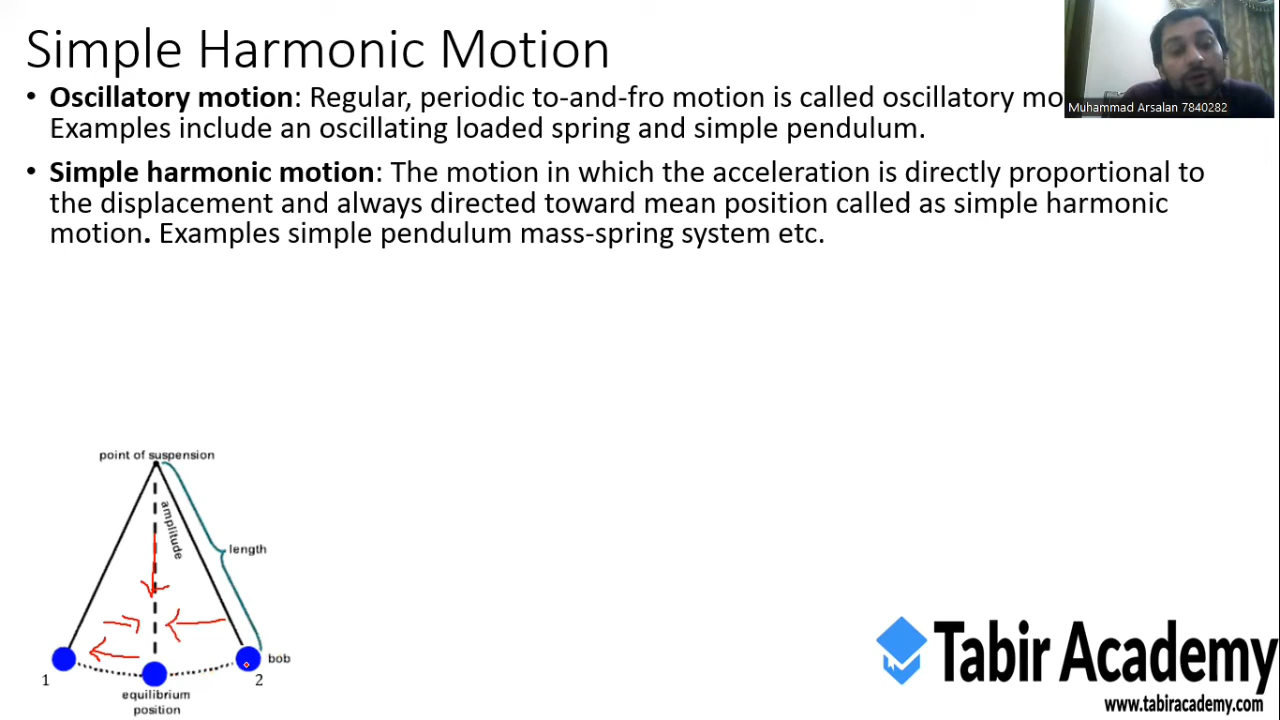 Simple Harmonic Motion
• Oscillatory motion: Regular, periodic to-and-fro motion is called oscillatory mo
Examples include an oscillating loaded spring and simple pendulum.
• Simple harmonic motion: The motion in which the acceleration is directly proportional to
the displacement and always directed toward mean position called as simple harmonic
motion. Examples simple pendulum mass-spring system etc.
Muhammad Arsalan 7840282
point of suspension
amplitude
length
bob
1
2
equilibrium
position
Tabir Academy
www.tabiracademy.com